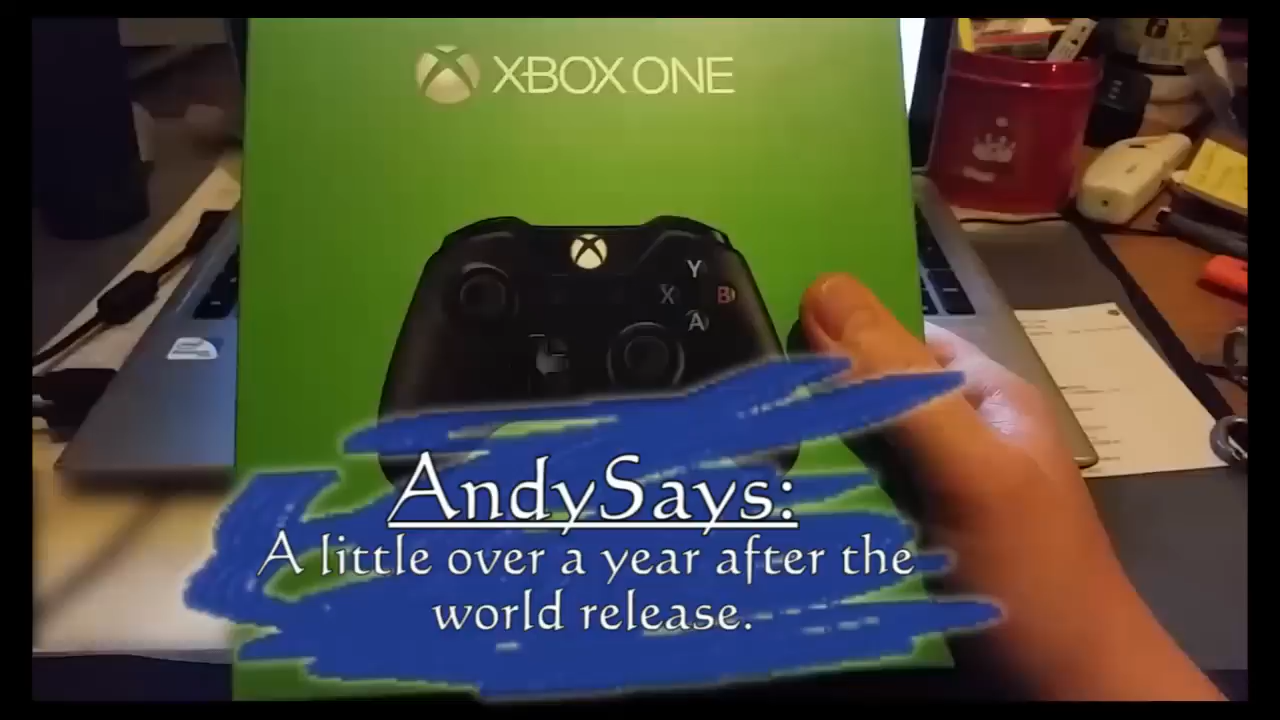 XBOX ONE
Y
X B
A
AndySays:
A little over a year after the
world release.